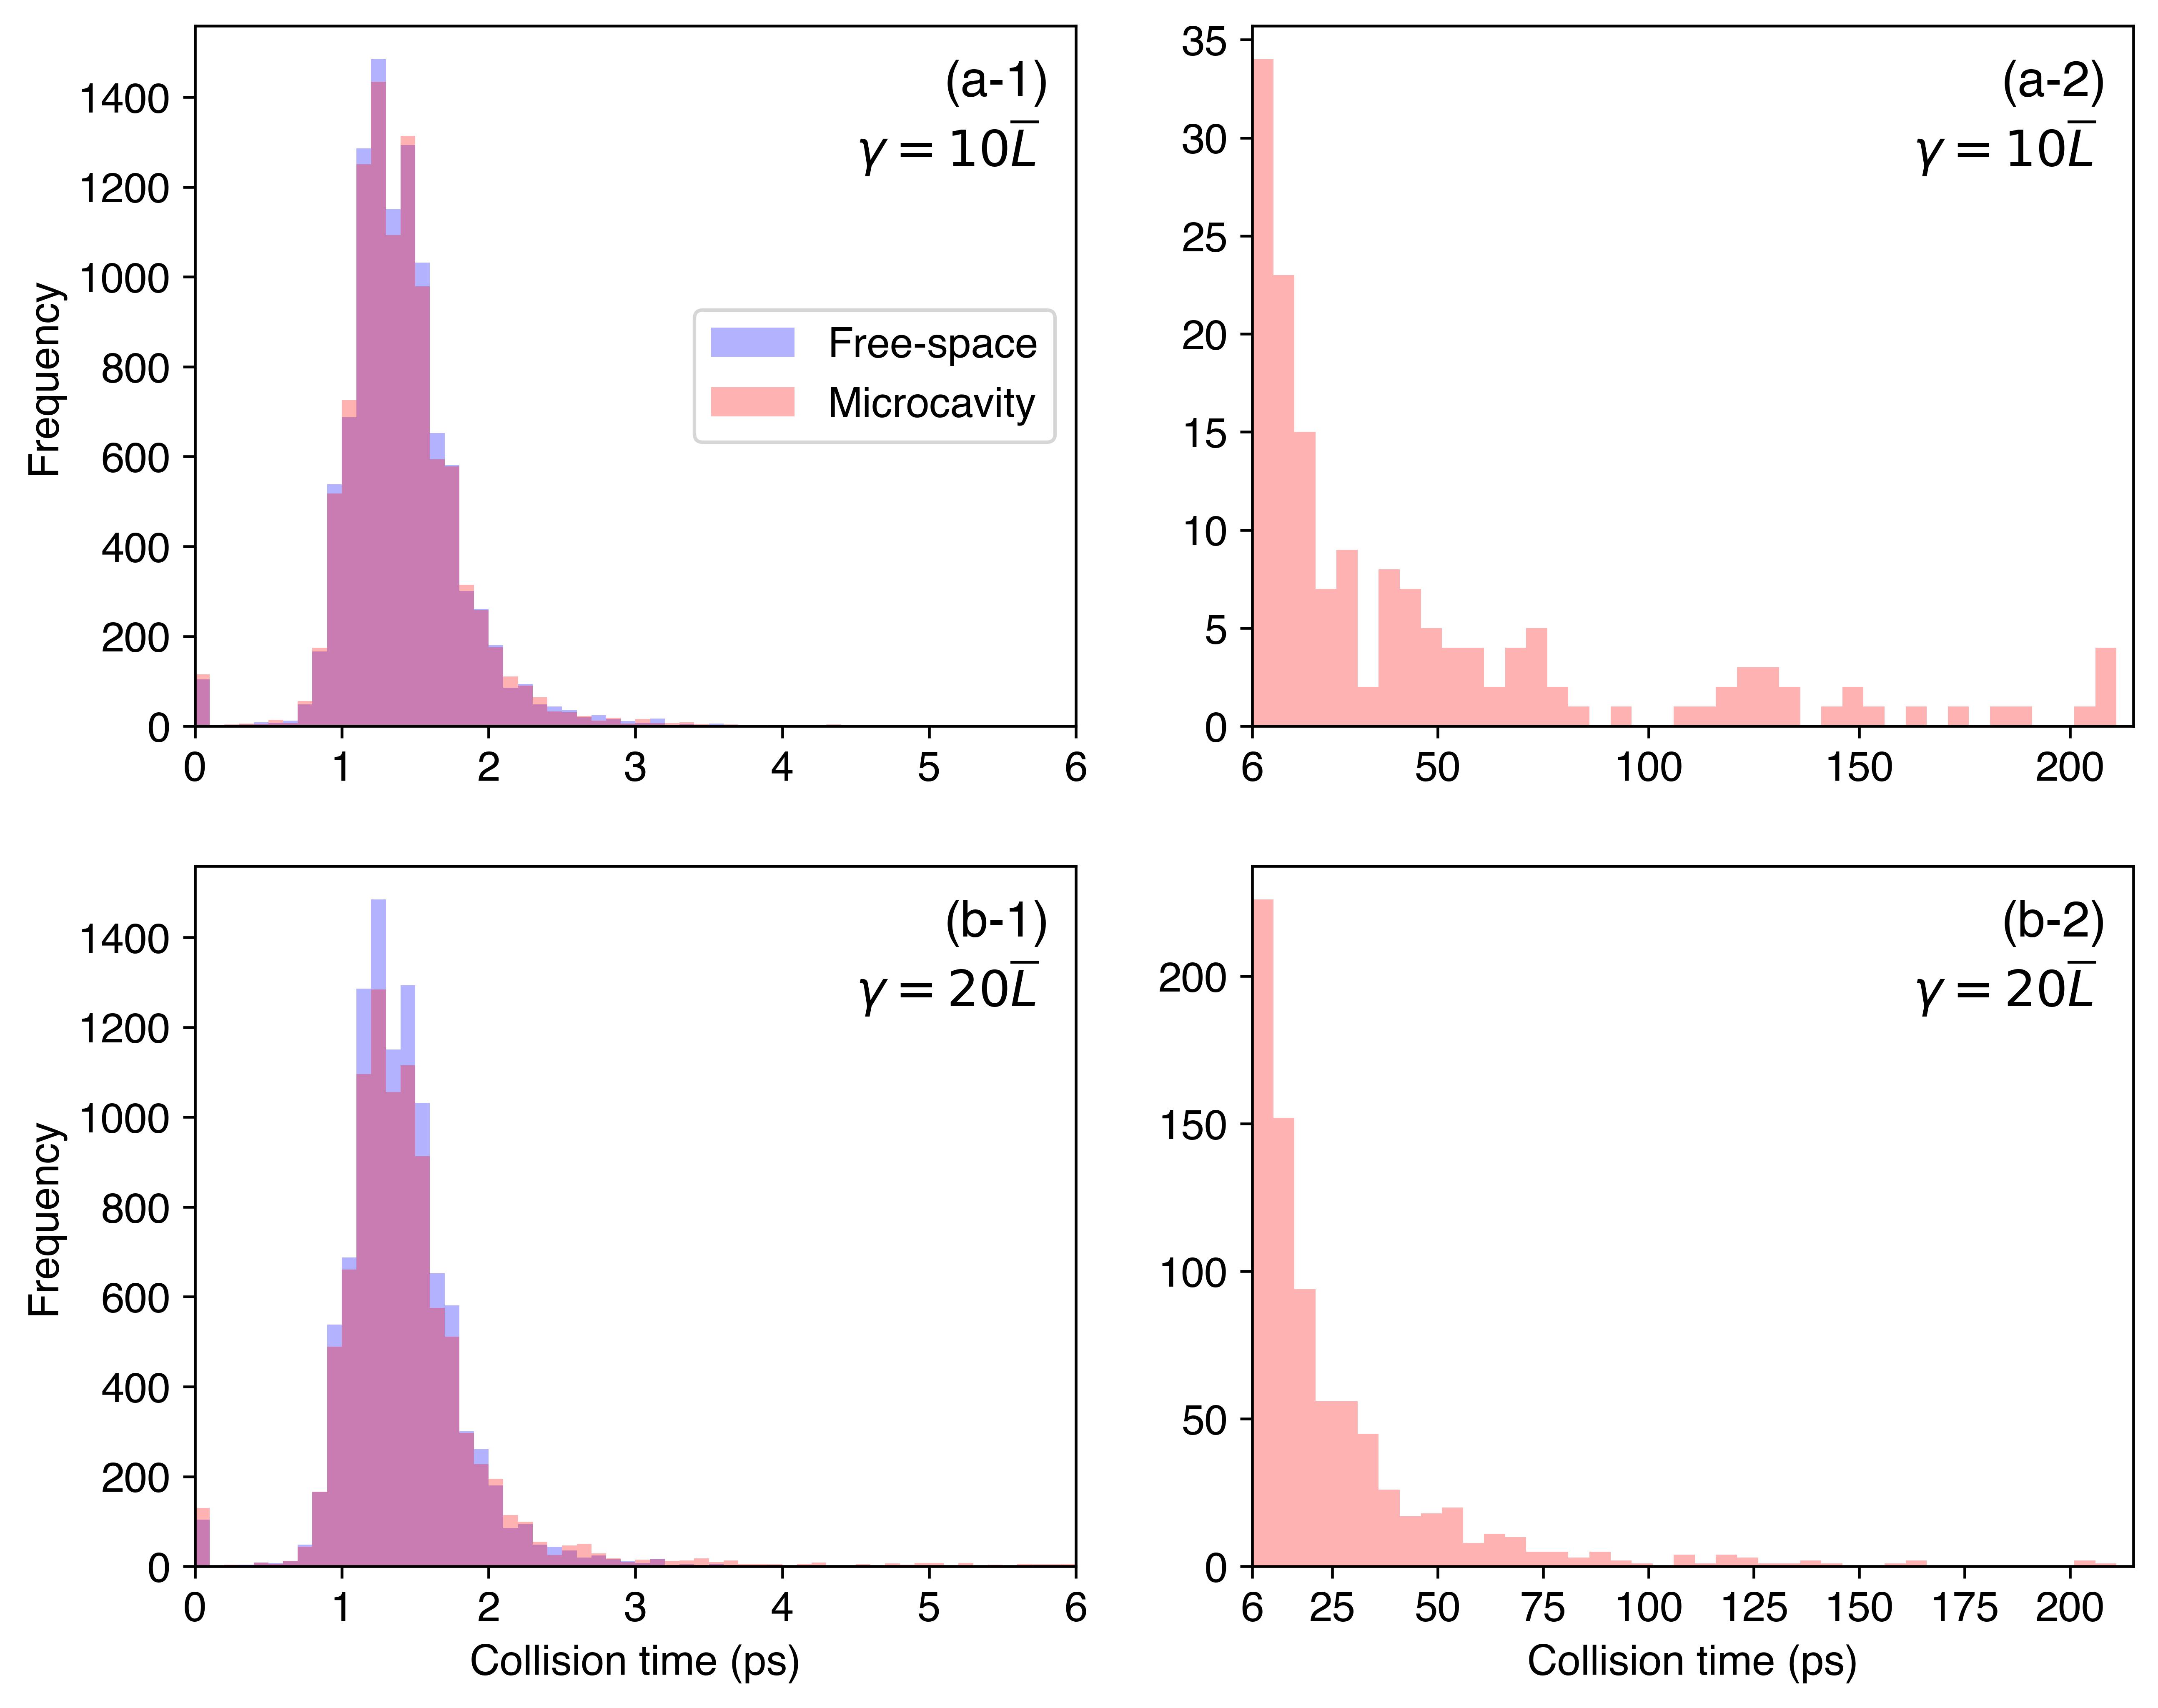 (a-1)
γ = 10L̅
Frequency
1400
1200
1000
800
600
400
200
0
0 1 2 3 4 5 6
Free-space
Microcavity
(a-2)
γ = 10L̅
35
30
25
20
15
10
5
0
6 50 100 150 200
(b-1)
γ = 20L̅
Frequency
1400
1200
1000
800
600
400
200
0
0 1 2 3 4 5 6
Collision time (ps)
(b-2)
γ = 20L̅
200
150
100
50
0
6 25 50 75 100 125 150 175 200
Collision time (ps)